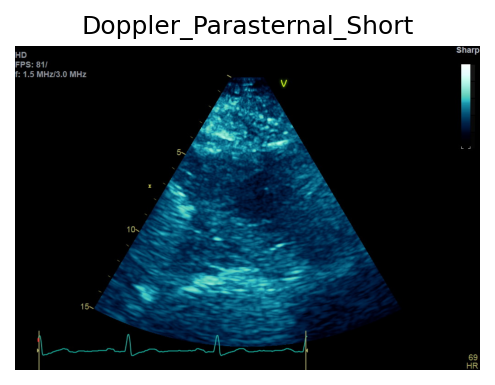 Doppler_Parasternal_Short
HD
FPS: 81/
f: 1.5 MHz/3.0 MHz
Sharp
V
5
x
10
15
69
HR